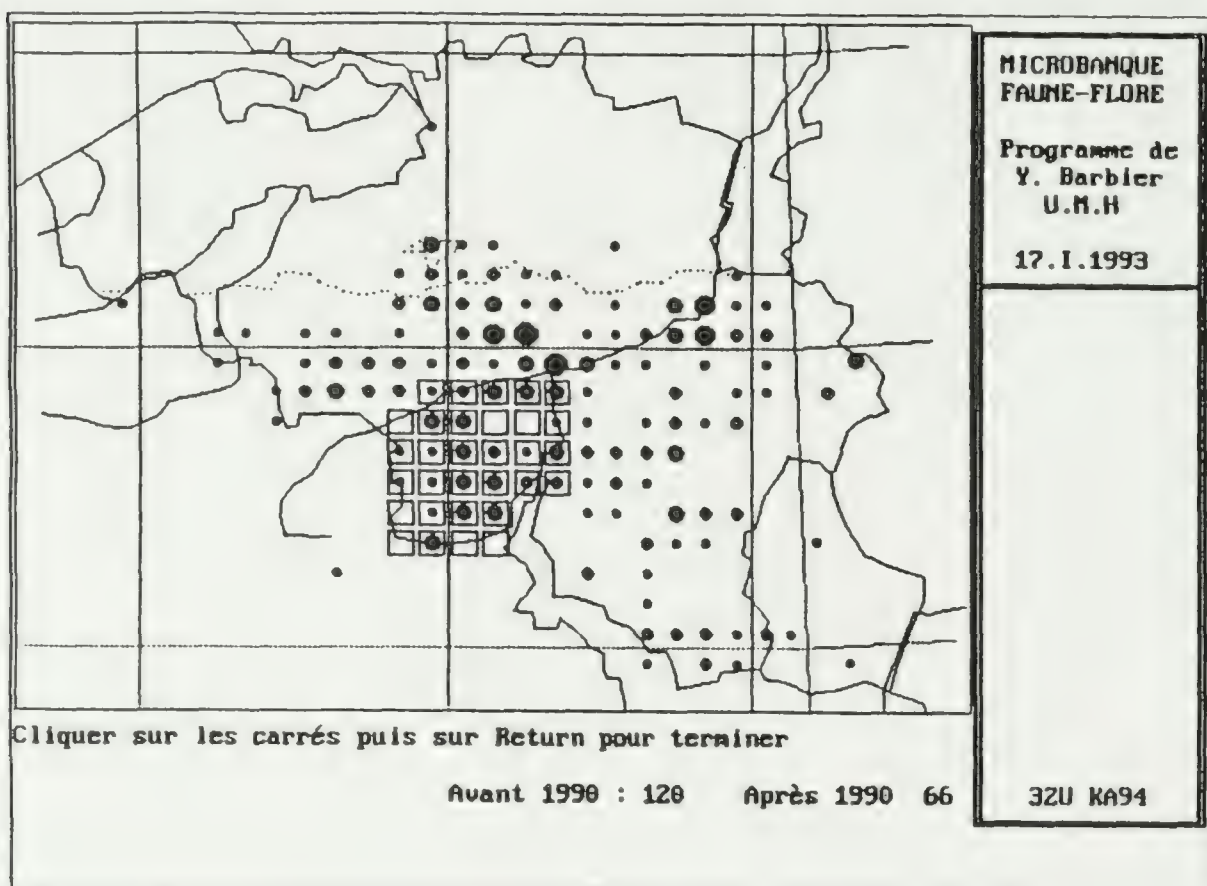 MICROBANQUE
FAUNE-FLORE
Programme de
Y. Barbier
U.M.H
17.I.1993
Cliquer sur les carrés puis sur Return pour terminer
Avant 1990 : 120 Après 1990 66
32U KA94